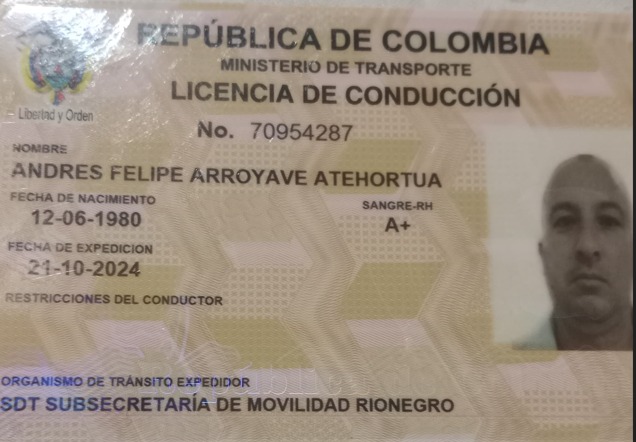 REPÚBLICA DE COLOMBIA
MINISTERIO DE TRANSPORTE
LICENCIA DE CONDUCCIÓN
Libertad y Orden
No. 70954287
NOMBRE
ANDRES FELIPE ARROYAVE ATEHORTUA
FECHA DE NACIMIENTO
12-06-1980
SANGRE-RH
A+
FECHA DE EXPEDICION
21-10-2024
RESTRICCIONES DEL CONDUCTOR
ORGANISMO DE TRÁNSITO EXPEDIDOR
SDT SUBSECRETARÍA DE MOVILIDAD RIONEGRO